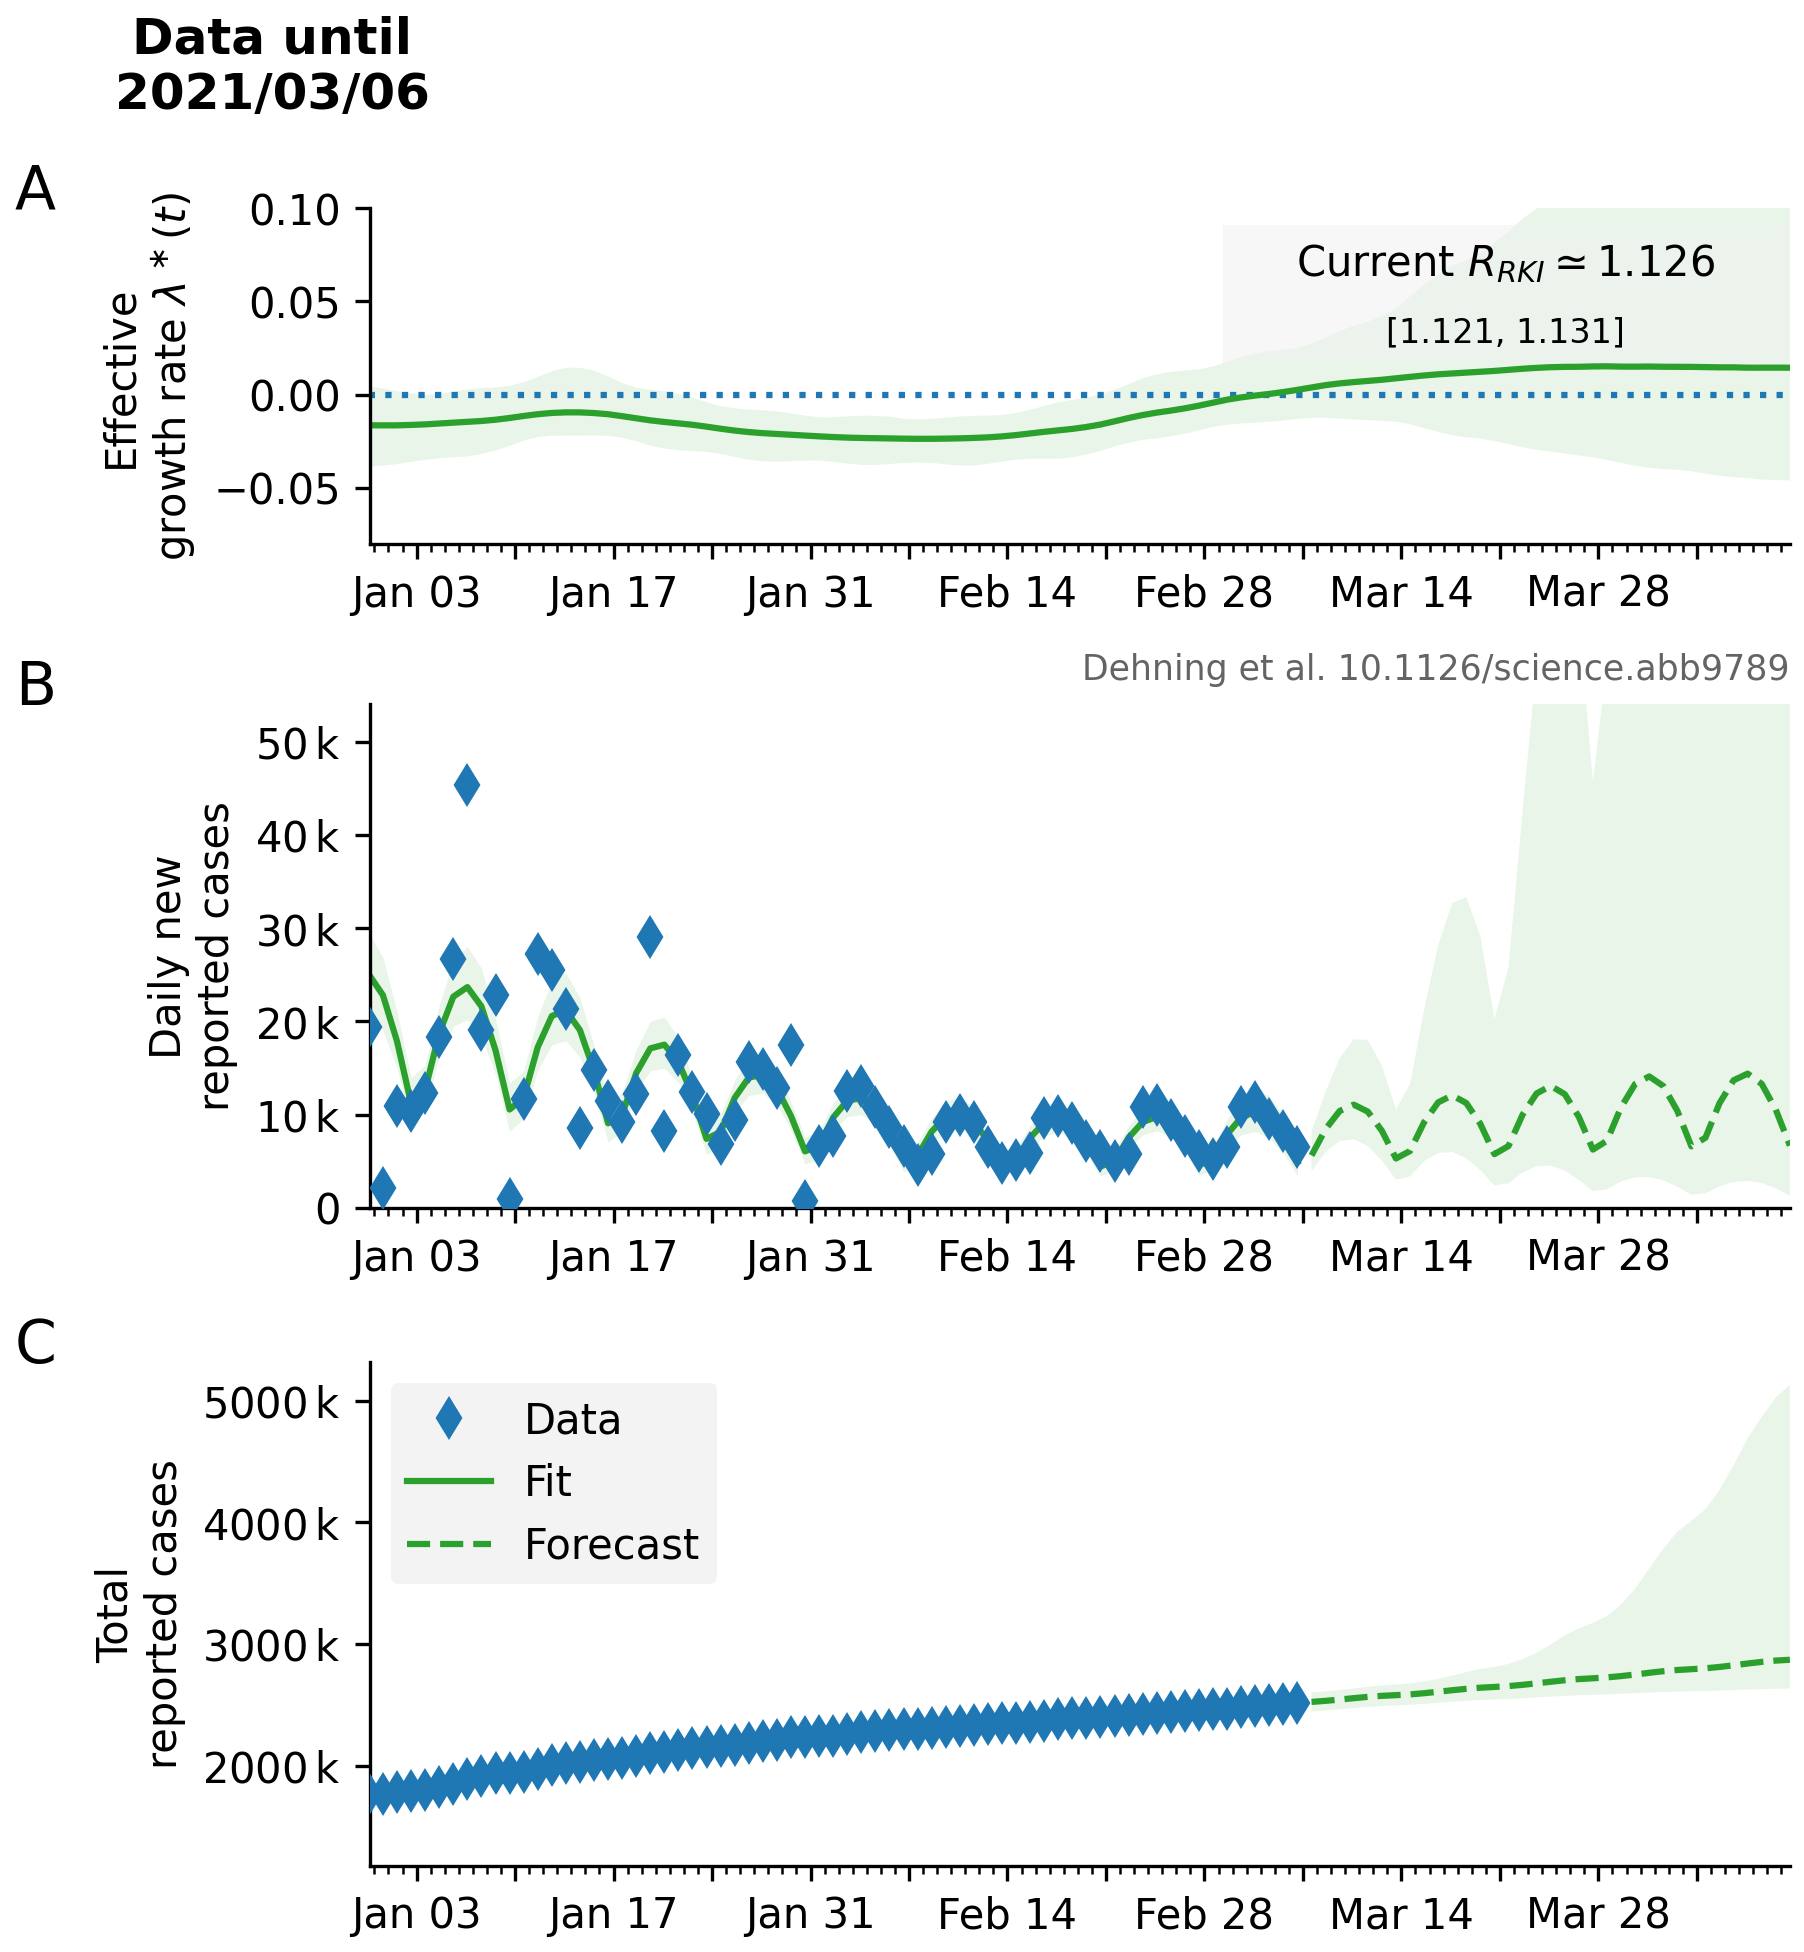 Data until
2021/03/06
A
Effective
growth rate λ * (t)
0.10
0.05
0.00
−0.05
Current R_RKI ≃ 1.126
[1.121, 1.131]
Jan 03 Jan 17 Jan 31 Feb 14 Feb 28 Mar 14 Mar 28
Dehning et al. 10.1126/science.abb9789
B
Daily new
reported cases
50 k
40 k
30 k
20 k
10 k
0
Jan 03 Jan 17 Jan 31 Feb 14 Feb 28 Mar 14 Mar 28
C
Total
reported cases
5000 k
4000 k
3000 k
2000 k
Data
Fit
Forecast
Jan 03 Jan 17 Jan 31 Feb 14 Feb 28 Mar 14 Mar 28